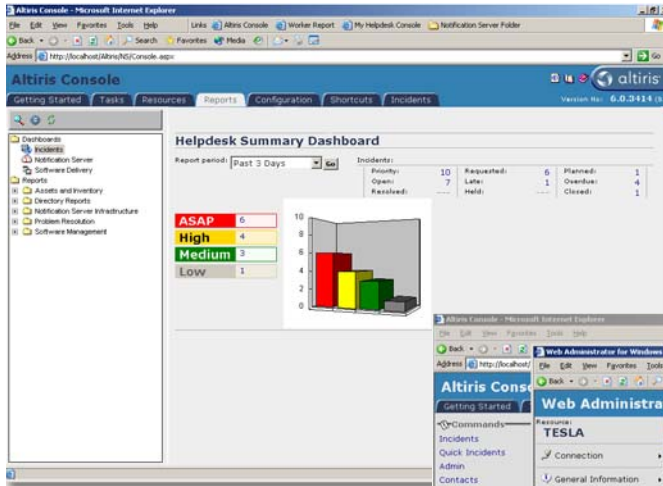 Altiris Console - Microsoft Internet Explorer
File Edit View Favorites Tools Help Links Altiris Console Worker Report My Helpdesk Console Notification Server Folder
Back Search Favorites Media
Address http://localhost/Altiris/NS/Console.aspx Go
Altiris Console altiris
Getting Started Tasks Resources Reports Configuration Shortcuts Incidents Version No: 6.0.3414
Dashboards
Incidents
Notification Server
Software Delivery
Reports
Assets and Inventory
Directory Reports
Notification Server Infrastructure
Problem Resolution
Software Management
Helpdesk Summary Dashboard
Report period: Past 3 Days Go
Incidents:
Priority: 10 Requested: 6 Planned: 1
Open: 7 Late: 1 Overdue: 4
Resolved: ---- Held: ---- Closed: 1
ASAP 6
High 4
Medium 3
Low 1
10
8
6
4
2
0
Altiris Console - Microsoft Internet Explorer
File Edit View Favorites Tools Help
Back
Address http://localhost/
Altiris Cons
Getting Started
Commands
Incidents
Quick Incidents
Admin
Contacts
Web Administrator for Windows
File Edit View Favorites Tools
Back
Web Administra
Resource:
TESLA
Connection
General Information